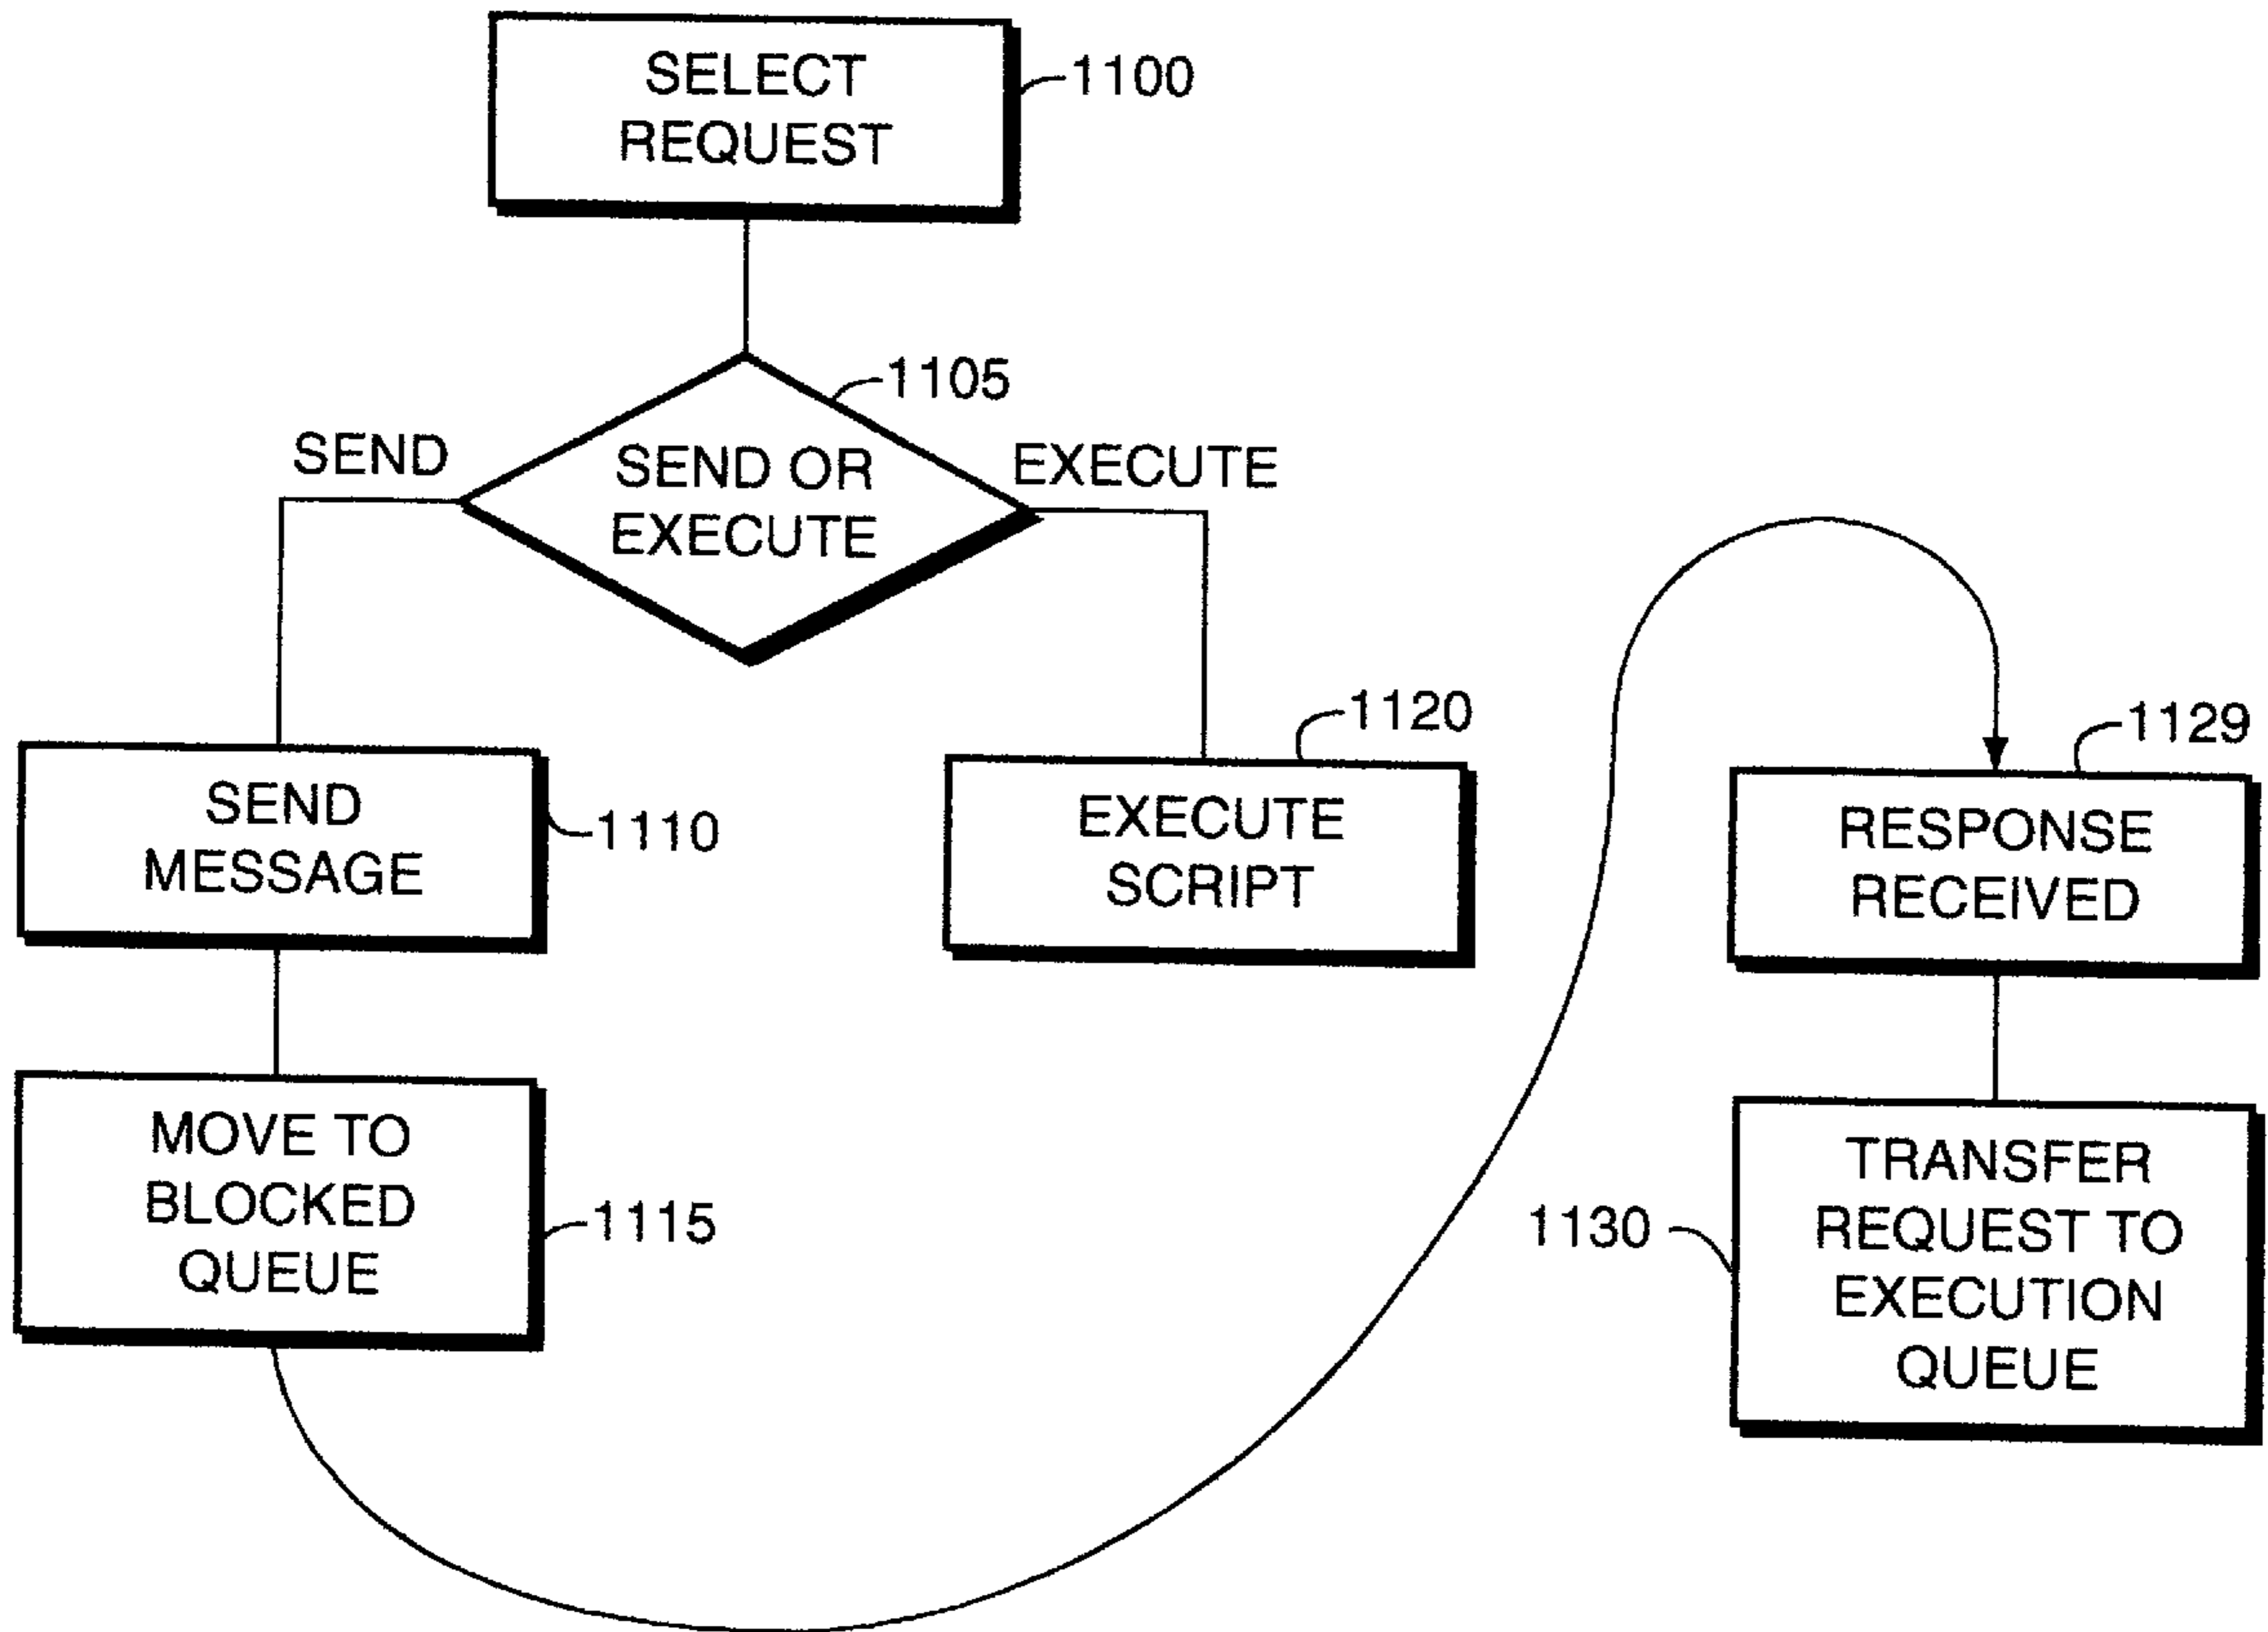 SELECT
REQUEST
1100
1105
SEND
SEND OR
EXECUTE
EXECUTE
1120
1129
SEND
MESSAGE
1110
EXECUTE
SCRIPT
RESPONSE
RECEIVED
MOVE TO
BLOCKED
QUEUE
1115
1130
TRANSFER
REQUEST TO
EXECUTION
QUEUE